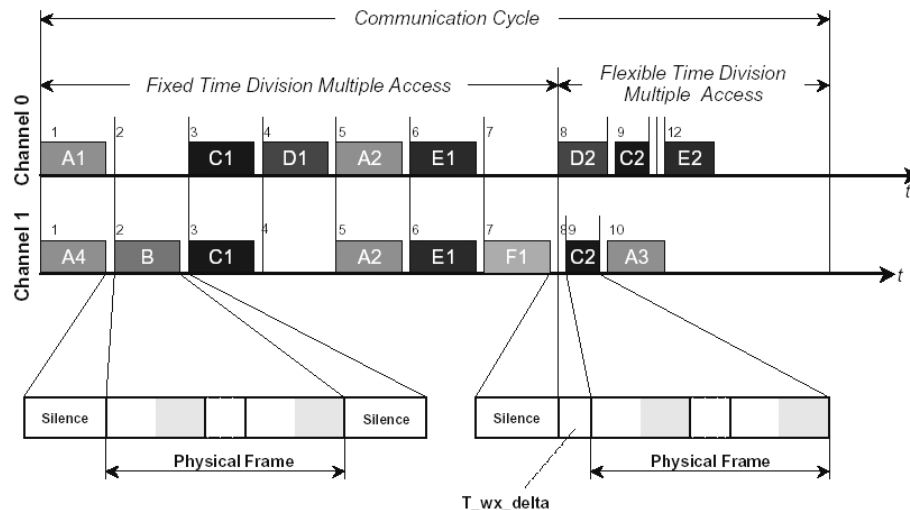 Communication Cycle
Fixed Time Division Multiple Access
Flexible Time Division
Multiple Access
Channel 0
1 2 3 4 5 6 7 8 9 12
A1 C1 D1 A2 E1 D2 C2 E2
t
Channel 1
1 2 3 4 5 6 7 8 9 10
A4 B C1 A2 E1 F1 C2 A3
t
Silence Silence Silence
Physical Frame Physical Frame
T_wx_delta